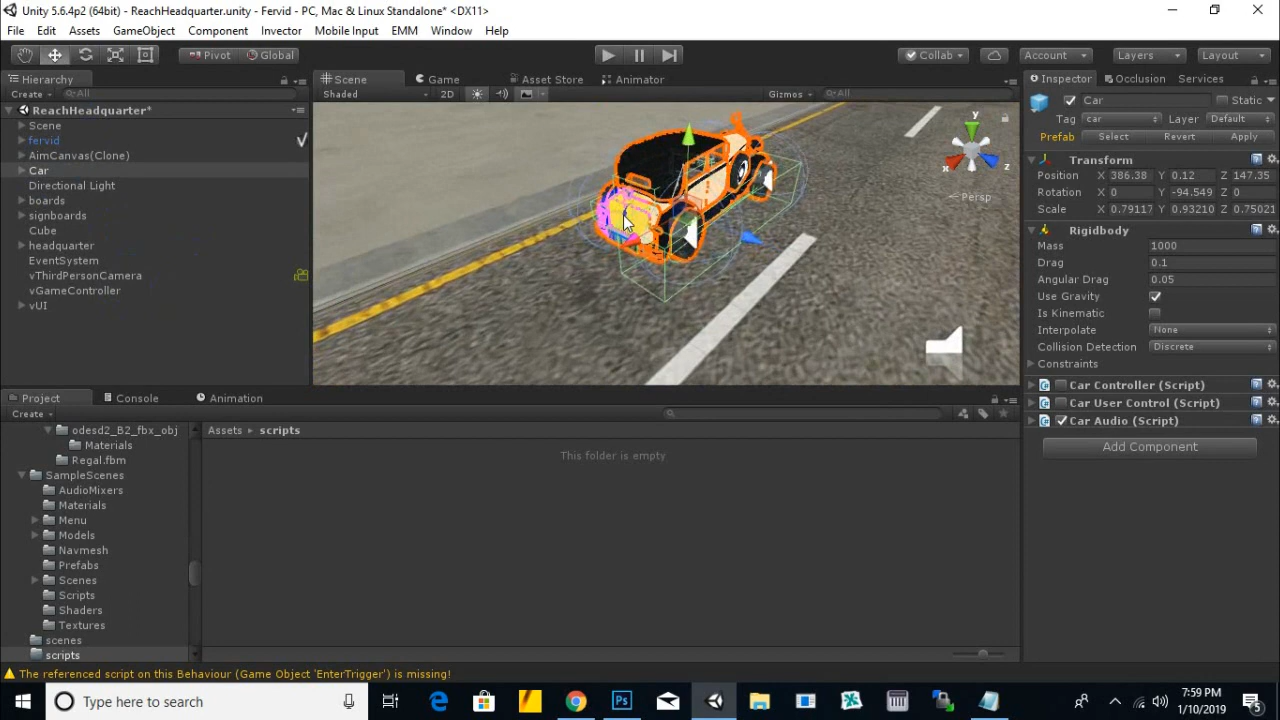 Unity 5.6.4p2 (64bit) - ReachHeadquarter.unity - Fervid - PC, Mac & Linux Standalone* <DX11>
File Edit Assets GameObject Component Invector Mobile Input EMM Window Help
Pivot Global Collab Account Layers Layout
Hierarchy
Create All
ReachHeadquarter*
Scene
fervid
AimCanvas(Clone)
Car
Directional Light
boards
signboards
Cube
headquarter
EventSystem
vThirdPersonCamera
vGameController
vUI
Scene Game Asset Store Animator
Shaded 2D Gizmos All
y
x
z
Persp
Inspector Occlusion Services
Car Static
Tag car Layer Default
Prefab Select Revert Apply
Transform
Position X 386.38 Y 0.12 Z 147.35
Rotation X 0 Y -94.549 Z 0
Scale X 0.79117 Y 0.93210 Z 0.75021
Rigidbody
Mass 1000
Drag 0.1
Angular Drag 0.05
Use Gravity
Is Kinematic
Interpolate None
Collision Detection Discrete
Constraints
Car Controller (Script)
Car User Control (Script)
Car Audio (Script)
Add Component
Project Console Animation
Create
odesd2_B2_fbx_obj
Materials
Regal.fbm
SampleScenes
AudioMixers
Materials
Menu
Models
Navmesh
Prefabs
Scenes
Scripts
Shaders
Textures
scenes
scripts
Assets scripts
This folder is empty
The referenced script on this Behaviour (Game Object 'EnterTrigger') is missing!
Type here to search
Ps
7:59 PM
1/10/2019
5